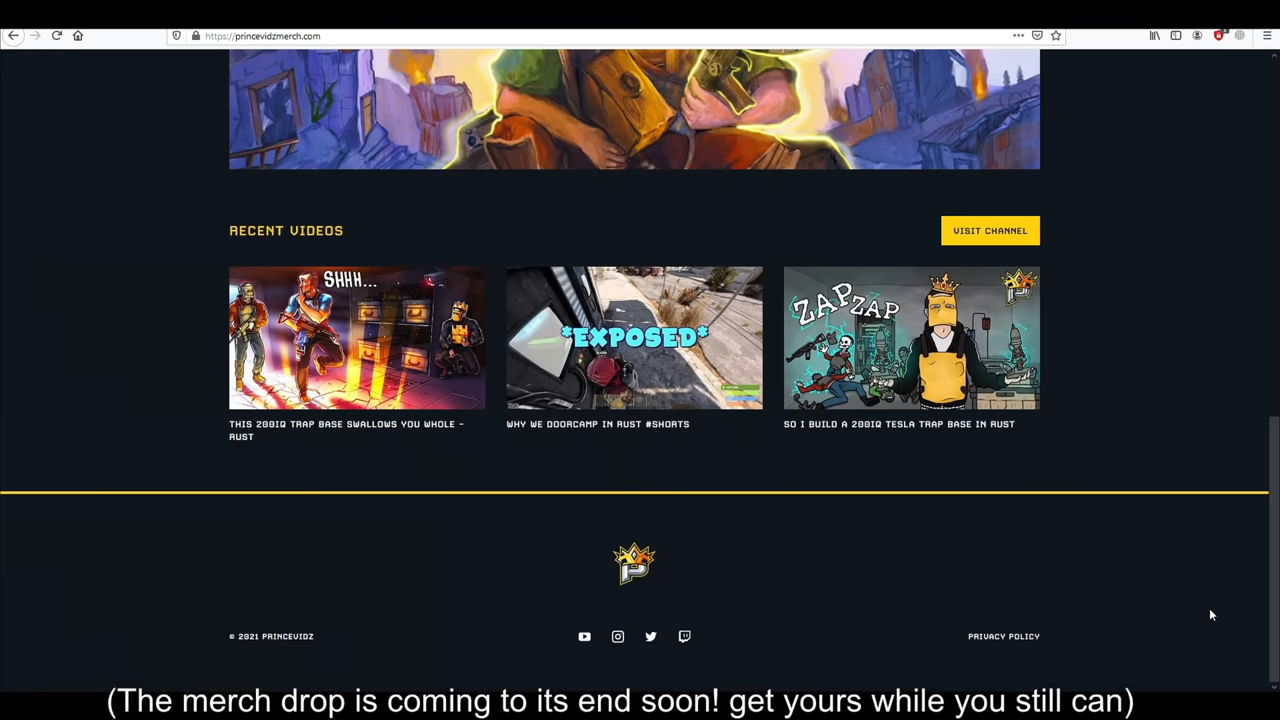 https://princevidzmerch.com
RECENT VIDEOS
VISIT CHANNEL
SHHH...
*EXPOSED*
ZAP ZAP
P
THIS 200IQ TRAP BASE SWALLOWS YOU WHOLE -
RUST
WHY WE DOORCAMP IN RUST #SHORTS
SO I BUILD A 200IQ TESLA TRAP BASE IN RUST
P
© 2021 PRINCEVIDZ
PRIVACY POLICY
(The merch drop is coming to its end soon! get yours while you still can)